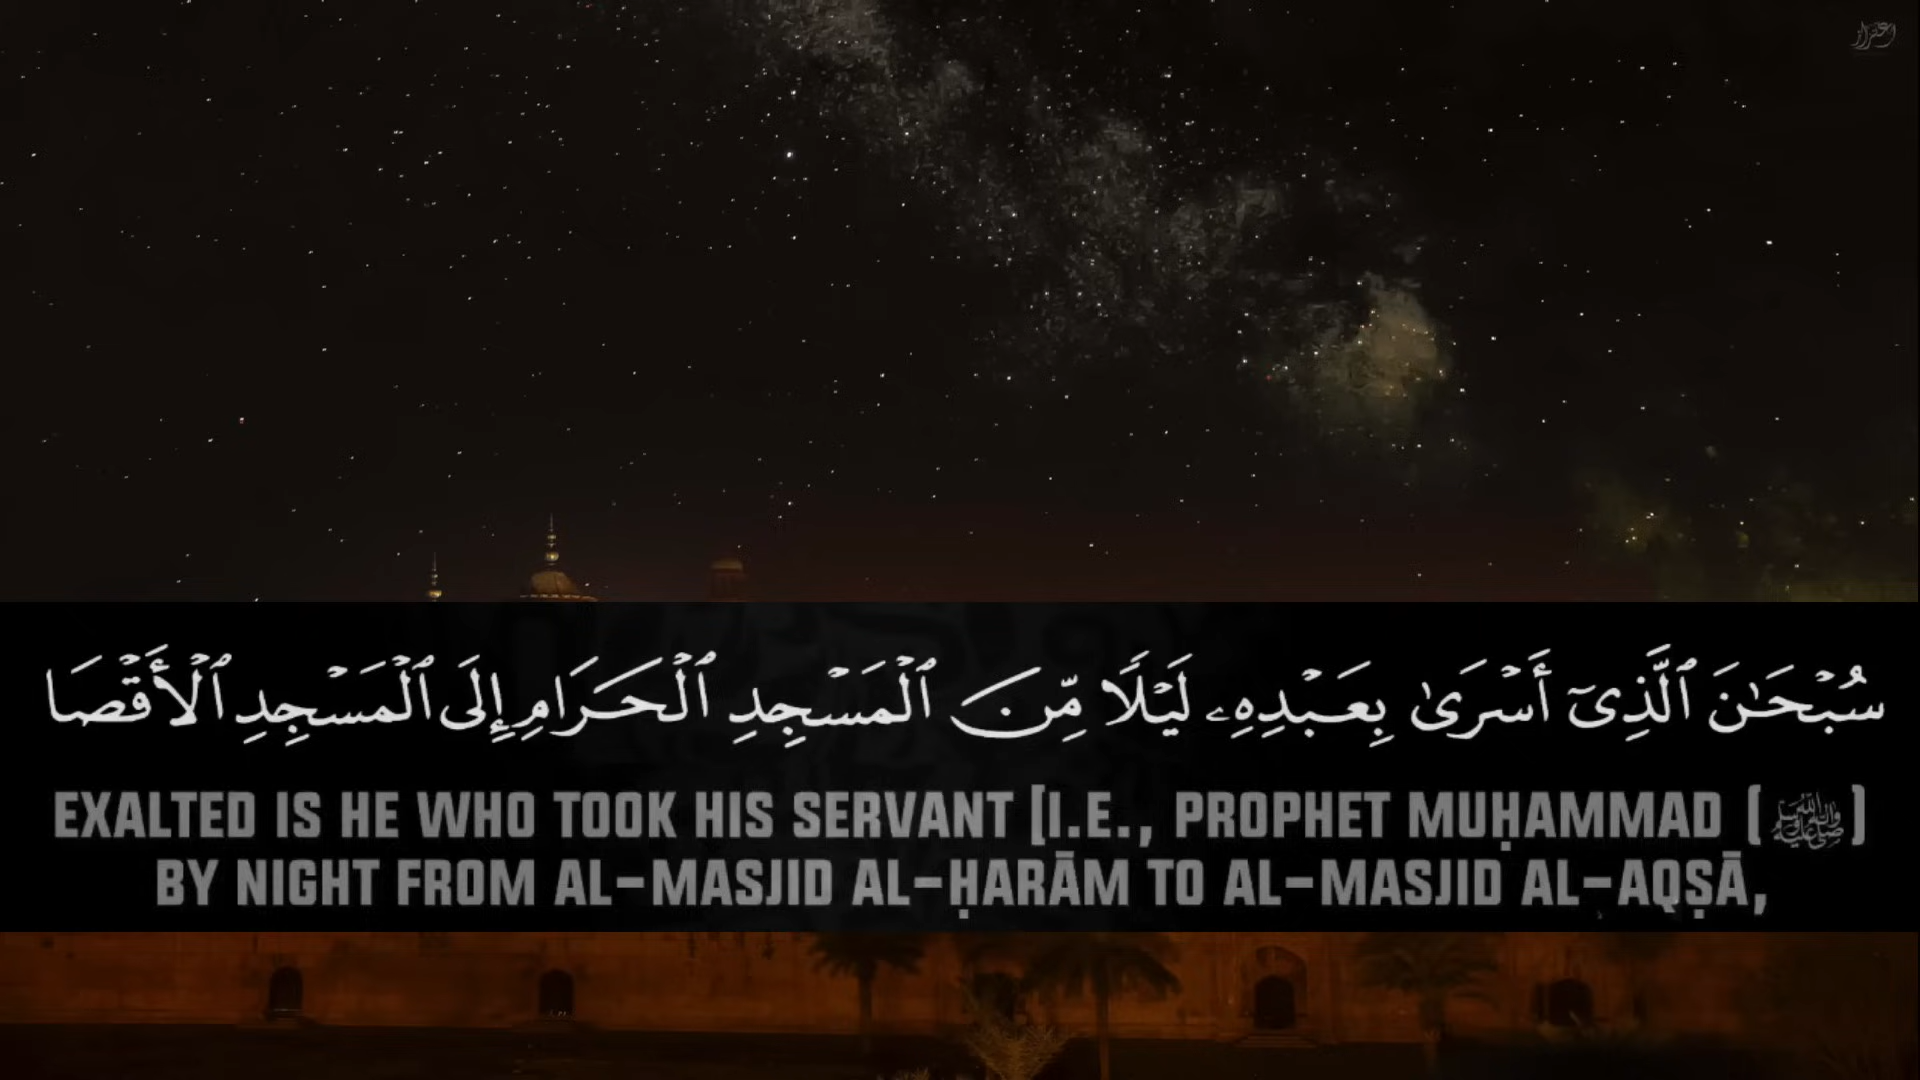 اعتزاز
سُبْحَـٰنَ ٱلَّذِىٓ أَسْرَىٰ بِعَبْدِهِۦ لَيْلًا مِّنَ ٱلْمَسْجِدِ ٱلْحَرَامِ إِلَى ٱلْمَسْجِدِ ٱلْأَقْصَا
EXALTED IS HE WHO TOOK HIS SERVANT [I.E., PROPHET MUḤAMMAD (ﷺ)
BY NIGHT FROM AL-MASJID AL-ḤARĀM TO AL-MASJID AL-AQṢĀ,